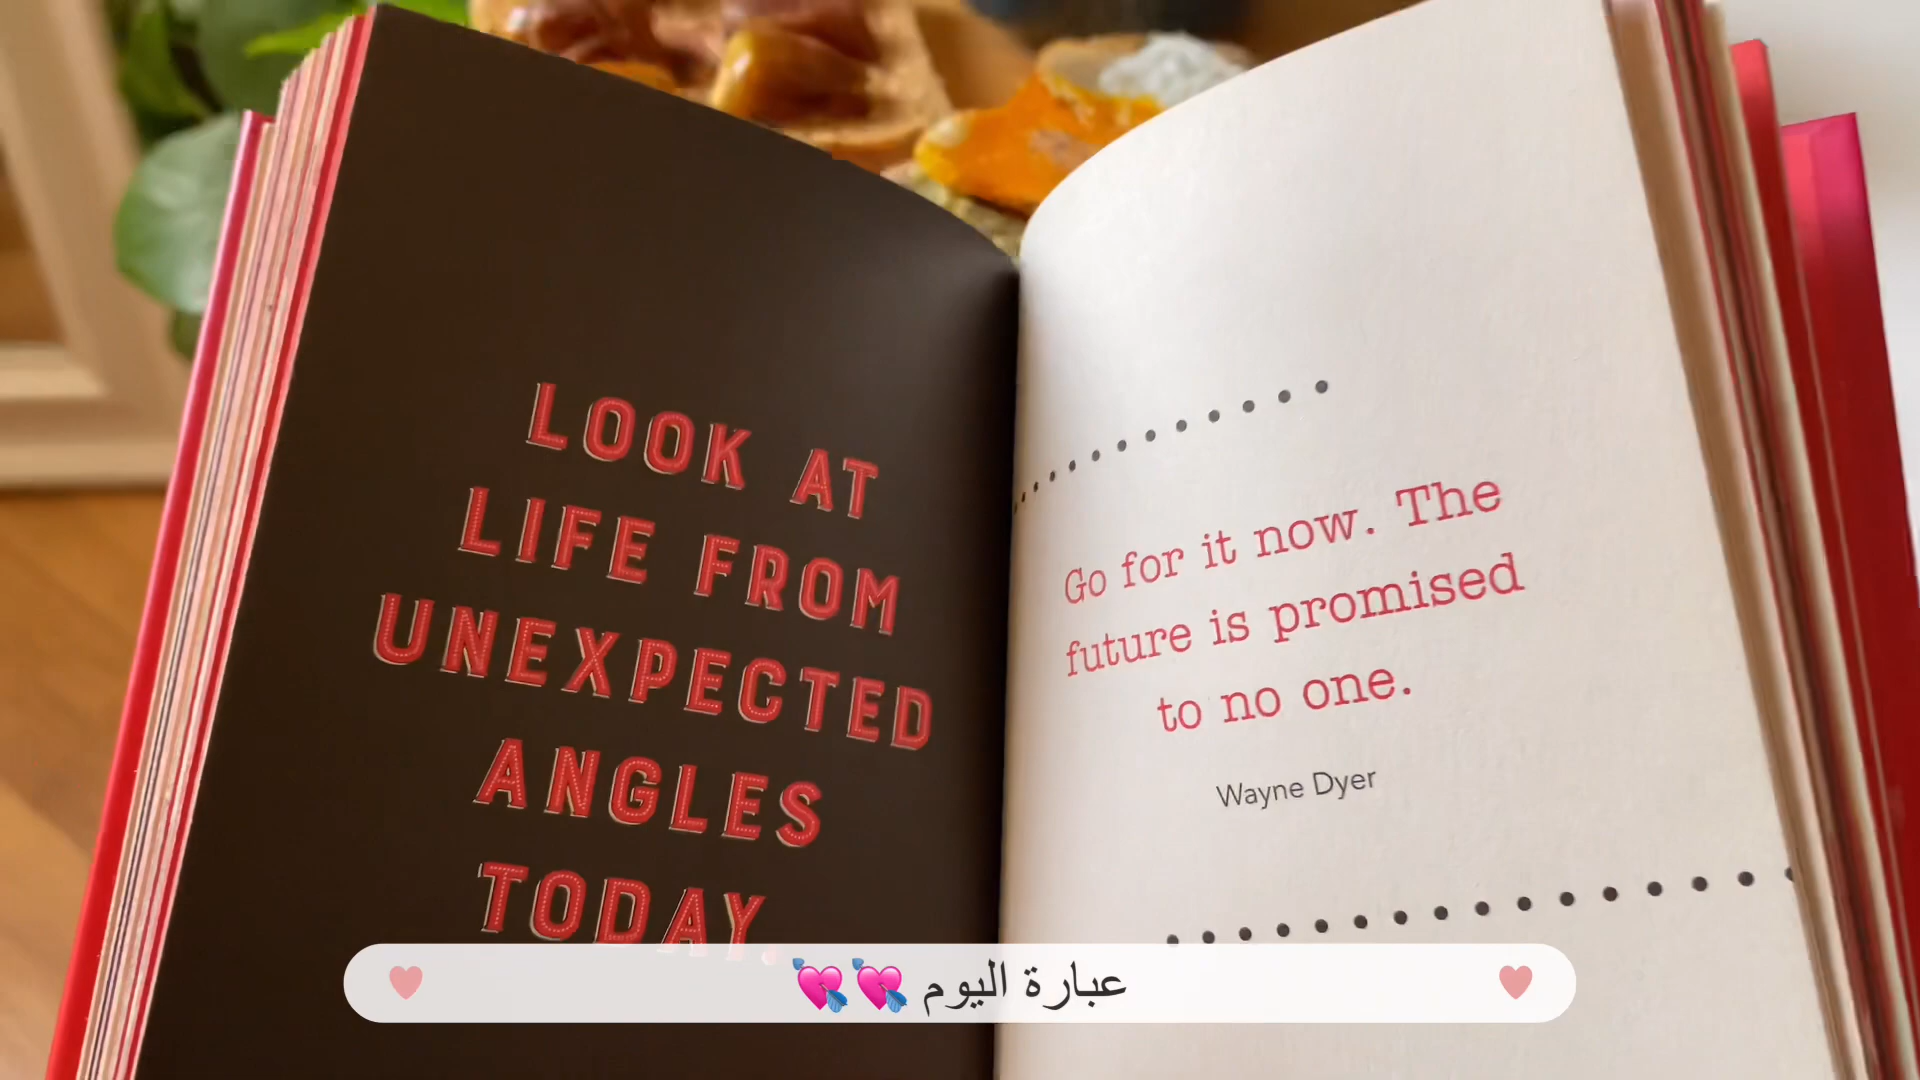 LOOK AT
LIFE FROM
UNEXPECTED
ANGLES
TODAY.
Go for it now. The
future is promised
to no one.
Wayne Dyer
عبارة اليوم 💘💘